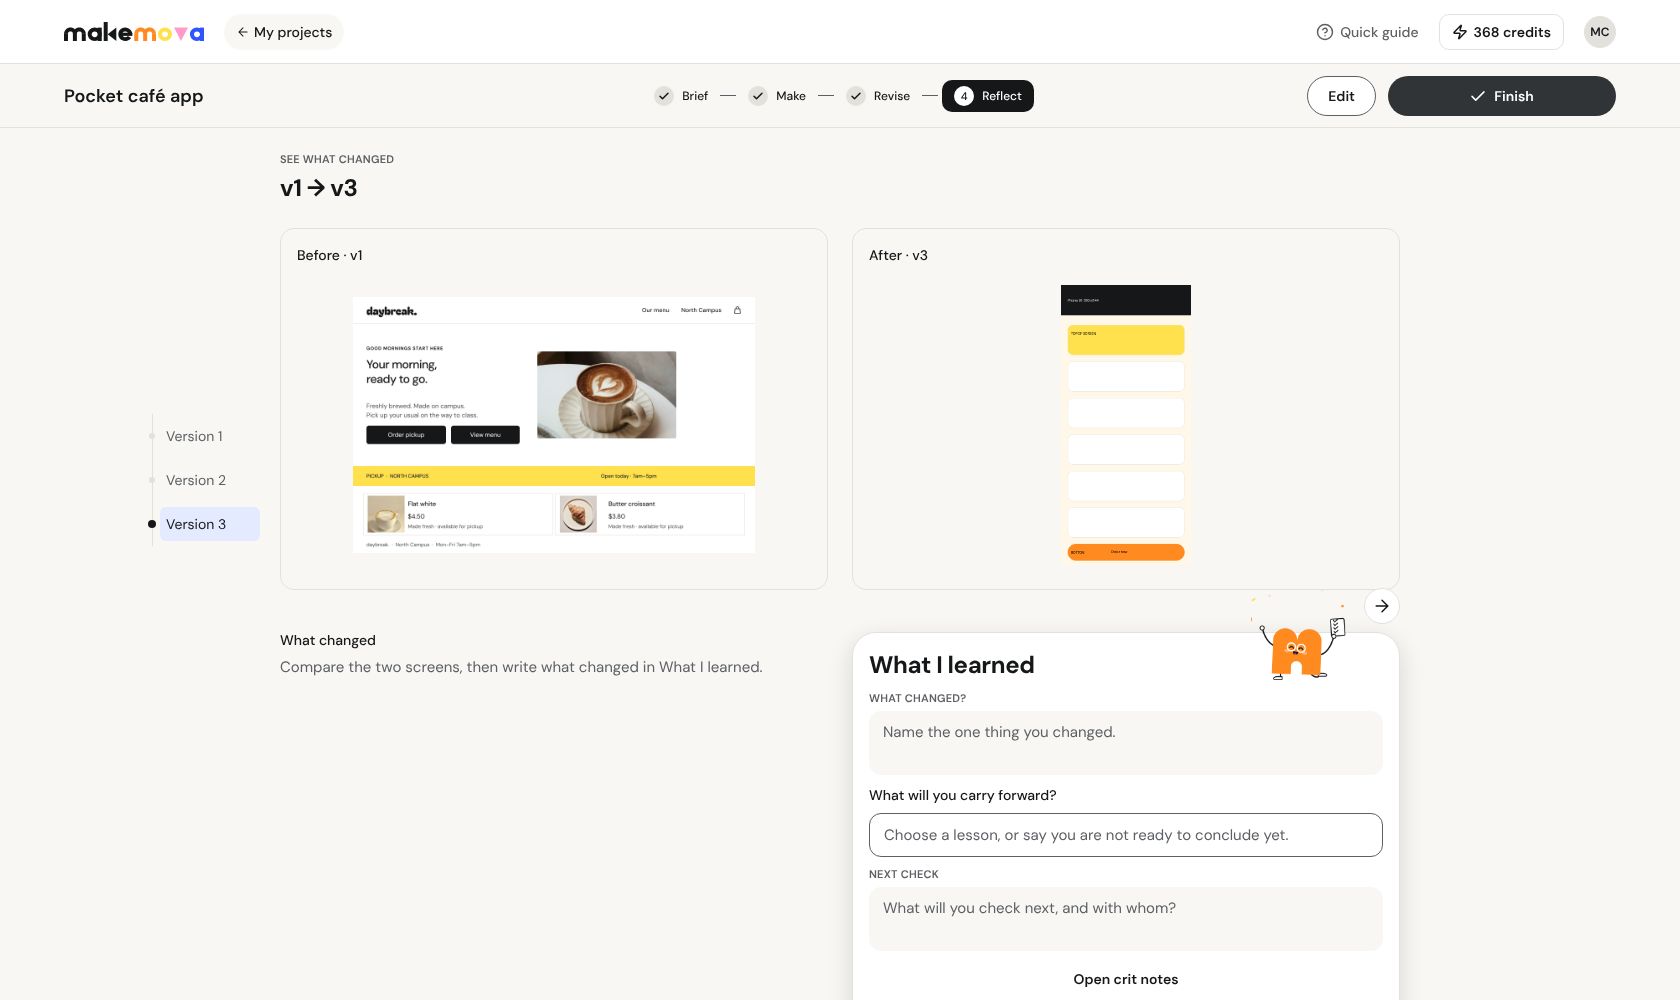 makemova
My projects
Quick guide
368 credits
MC
Pocket café app
Brief
Make
Revise
4
Reflect
Edit
Finish
SEE WHAT CHANGED
v1 → v3
Before · v1
daybreak.
Our menu
North Campus
GOOD MORNINGS START HERE
Your morning,
ready to go.
Freshly brewed. Made on campus.
Pick up your usual on the way to class.
Order pickup
View menu
PICKUP · NORTH CAMPUS
Open today · 7am–5pm
Flat white
$4.50
Made fresh · available for pickup
Butter croissant
$3.80
Made fresh · available for pickup
daybreak. · North Campus · Mon–Fri 7am–5pm
After · v3
TOP OF SCREEN
BOTTOM
Order now
Version 1
Version 2
Version 3
What changed
Compare the two screens, then write what changed in What I learned.
What I learned
WHAT CHANGED?
Name the one thing you changed.
What will you carry forward?
Choose a lesson, or say you are not ready to conclude yet.
NEXT CHECK
What will you check next, and with whom?
Open crit notes